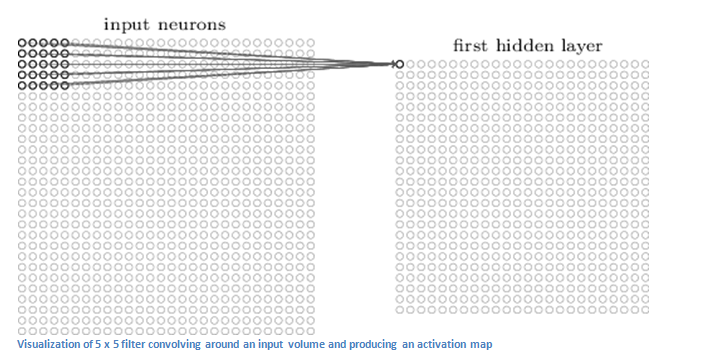 input neurons
first hidden layer
Visualization of 5 x 5 filter convolving around an input volume and producing an activation map